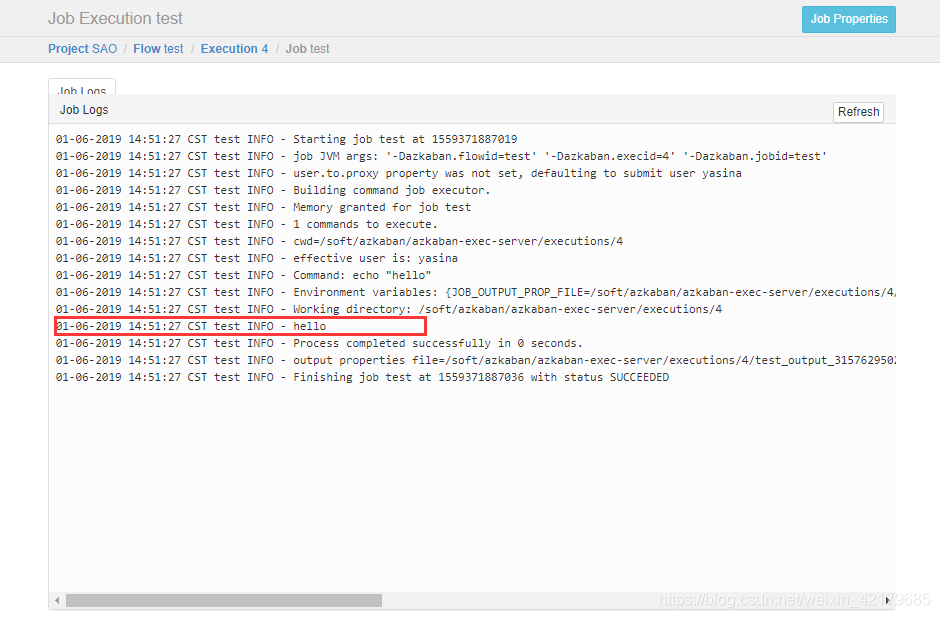 Job Execution test
Job Properties
Project SAO / Flow test / Execution 4 / Job test
Job Logs
Job Logs
Refresh
01-06-2019 14:51:27 CST test INFO - Starting job test at 1559371887019
01-06-2019 14:51:27 CST test INFO - job JVM args: '-Dazkaban.flowid=test' '-Dazkaban.execid=4' '-Dazkaban.jobid=test'
01-06-2019 14:51:27 CST test INFO - user.to.proxy property was not set, defaulting to submit user yasina
01-06-2019 14:51:27 CST test INFO - Building command job executor.
01-06-2019 14:51:27 CST test INFO - Memory granted for job test
01-06-2019 14:51:27 CST test INFO - 1 commands to execute.
01-06-2019 14:51:27 CST test INFO - cwd=/soft/azkaban/azkaban-exec-server/executions/4
01-06-2019 14:51:27 CST test INFO - effective user is: yasina
01-06-2019 14:51:27 CST test INFO - Command: echo "hello"
01-06-2019 14:51:27 CST test INFO - Environment variables: {JOB_OUTPUT_PROP_FILE=/soft/azkaban/azkaban-exec-server/executions/4,
01-06-2019 14:51:27 CST test INFO - Working directory: /soft/azkaban/azkaban-exec-server/executions/4
01-06-2019 14:51:27 CST test INFO - hello
01-06-2019 14:51:27 CST test INFO - Process completed successfully in 0 seconds.
01-06-2019 14:51:27 CST test INFO - output properties file=/soft/azkaban/azkaban-exec-server/executions/4/test_output_315762950
01-06-2019 14:51:27 CST test INFO - Finishing job test at 1559371887036 with status SUCCEEDED
https://blog.csdn.net/weixin_42179685